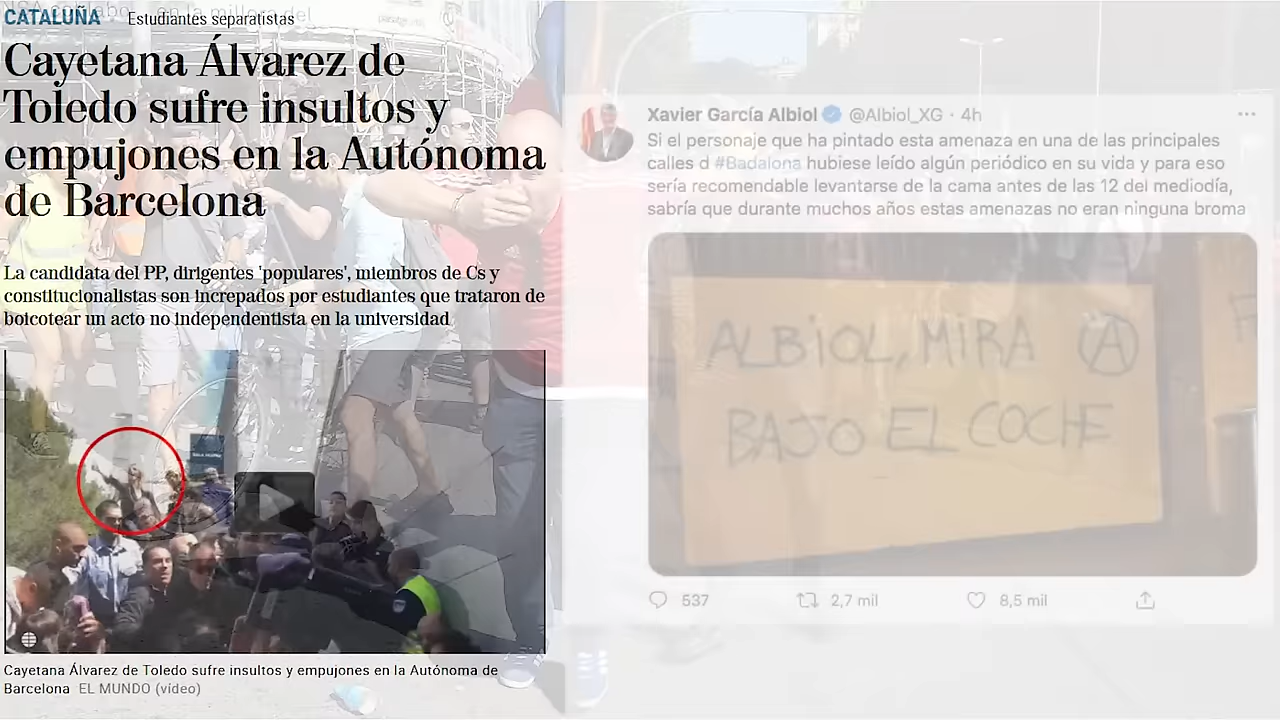 CATALUÑA Estudiantes separatistas
Cayetana Álvarez de
Toledo sufre insultos y
empujones en la Autónoma
de Barcelona
La candidata del PP, dirigentes 'populares', miembros de Cs y
constitucionalistas son increpados por estudiantes que trataron de
boicotear un acto no independentista en la universidad
Cayetana Álvarez de Toledo sufre insultos y empujones en la Autónoma de
Barcelona EL MUNDO (vídeo)
Xavier García Albiol @Albiol_XG · 4h
Si el personaje que ha pintado esta amenaza en una de las principales
calles d #Badalona hubiese leído algún periódico en su vida y para eso
sería recomendable levantarse de la cama antes de las 12 del mediodía,
sabría que durante muchos años estas amenazas no eran ninguna broma
ALBIOL, MIRA A
BAJO EL COCHE
537 2,7 mil 8,5 mil